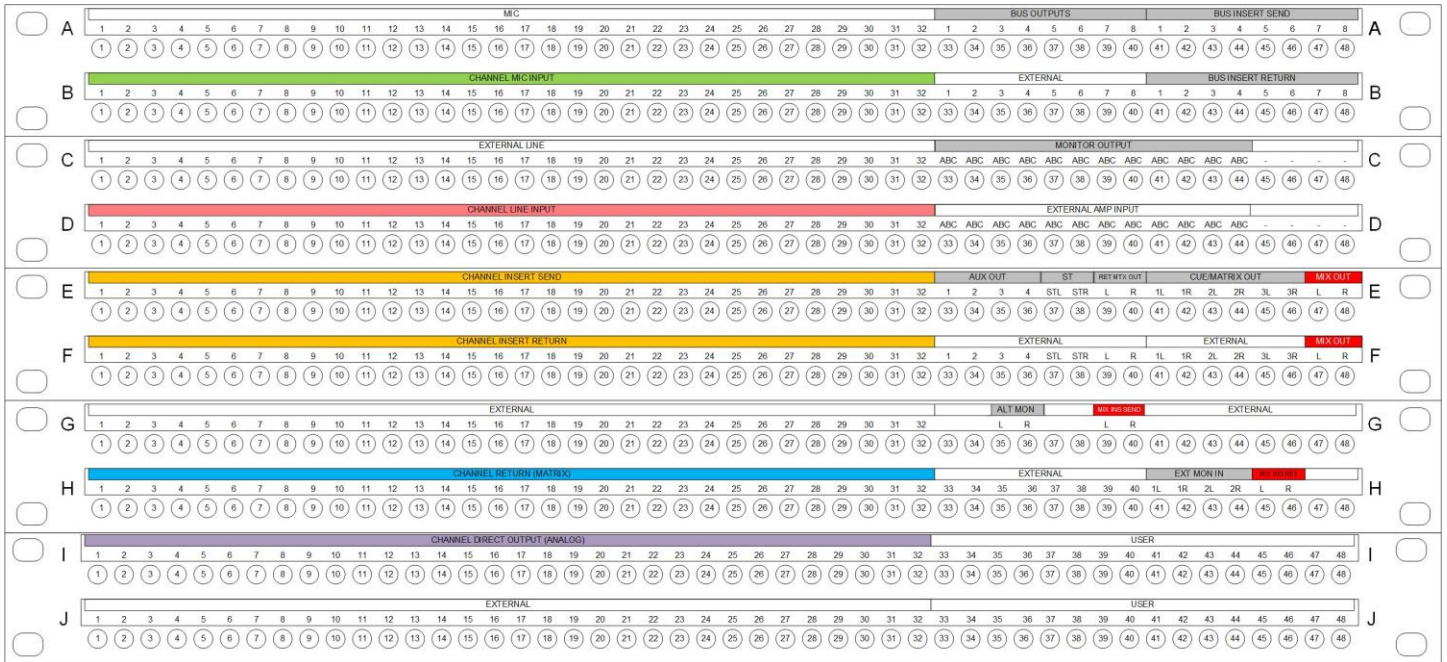 MIC BUS OUTPUTS BUS INSERT SEND
A 1 2 3 4 5 6 7 8 9 10 11 12 13 14 15 16 17 18 19 20 21 22 23 24 25 26 27 28 29 30 31 32 1 2 3 4 5 6 7 8 1 2 3 4 5 6 7 8 A
1 2 3 4 5 6 7 8 9 10 11 12 13 14 15 16 17 18 19 20 21 22 23 24 25 26 27 28 29 30 31 32 33 34 35 36 37 38 39 40 41 42 43 44 45 46 47 48
CHANNEL MIC INPUT EXTERNAL BUS INSERT RETURN
B 1 2 3 4 5 6 7 8 9 10 11 12 13 14 15 16 17 18 19 20 21 22 23 24 25 26 27 28 29 30 31 32 1 2 3 4 5 6 7 8 1 2 3 4 5 6 7 8 B
1 2 3 4 5 6 7 8 9 10 11 12 13 14 15 16 17 18 19 20 21 22 23 24 25 26 27 28 29 30 31 32 33 34 35 36 37 38 39 40 41 42 43 44 45 46 47 48
EXTERNAL LINE MONITOR OUTPUT
C 1 2 3 4 5 6 7 8 9 10 11 12 13 14 15 16 17 18 19 20 21 22 23 24 25 26 27 28 29 30 31 32 ABC ABC ABC ABC ABC ABC ABC ABC ABC ABC ABC ABC - - - - C
1 2 3 4 5 6 7 8 9 10 11 12 13 14 15 16 17 18 19 20 21 22 23 24 25 26 27 28 29 30 31 32 33 34 35 36 37 38 39 40 41 42 43 44 45 46 47 48
CHANNEL LINE INPUT EXTERNAL AMP INPUT
D 1 2 3 4 5 6 7 8 9 10 11 12 13 14 15 16 17 18 19 20 21 22 23 24 25 26 27 28 29 30 31 32 ABC ABC ABC ABC ABC ABC ABC ABC ABC ABC ABC ABC - - - - D
1 2 3 4 5 6 7 8 9 10 11 12 13 14 15 16 17 18 19 20 21 22 23 24 25 26 27 28 29 30 31 32 33 34 35 36 37 38 39 40 41 42 43 44 45 46 47 48
CHANNEL INSERT SEND AUX OUT ST RET MTX OUT CUE/MATRIX OUT MIX OUT
E 1 2 3 4 5 6 7 8 9 10 11 12 13 14 15 16 17 18 19 20 21 22 23 24 25 26 27 28 29 30 31 32 1 2 3 4 STL STR L R 1L 1R 2L 2R 3L 3R L R E
1 2 3 4 5 6 7 8 9 10 11 12 13 14 15 16 17 18 19 20 21 22 23 24 25 26 27 28 29 30 31 32 33 34 35 36 37 38 39 40 41 42 43 44 45 46 47 48
CHANNEL INSERT RETURN EXTERNAL EXTERNAL MIX OUT
F 1 2 3 4 5 6 7 8 9 10 11 12 13 14 15 16 17 18 19 20 21 22 23 24 25 26 27 28 29 30 31 32 1 2 3 4 STL STR L R 1L 1R 2L 2R 3L 3R L R F
1 2 3 4 5 6 7 8 9 10 11 12 13 14 15 16 17 18 19 20 21 22 23 24 25 26 27 28 29 30 31 32 33 34 35 36 37 38 39 40 41 42 43 44 45 46 47 48
EXTERNAL ALT MON MIX INS SEND EXTERNAL
G 1 2 3 4 5 6 7 8 9 10 11 12 13 14 15 16 17 18 19 20 21 22 23 24 25 26 27 28 29 30 31 32 L R L R G
1 2 3 4 5 6 7 8 9 10 11 12 13 14 15 16 17 18 19 20 21 22 23 24 25 26 27 28 29 30 31 32 33 34 35 36 37 38 39 40 41 42 43 44 45 46 47 48
CHANNEL RETURN (MATRIX) EXTERNAL EXT MON IN
H 1 2 3 4 5 6 7 8 9 10 11 12 13 14 15 16 17 18 19 20 21 22 23 24 25 26 27 28 29 30 31 32 33 34 35 36 37 38 39 40 1L 1R 2L 2R L R H
1 2 3 4 5 6 7 8 9 10 11 12 13 14 15 16 17 18 19 20 21 22 23 24 25 26 27 28 29 30 31 32 33 34 35 36 37 38 39 40 41 42 43 44 45 46 47 48
CHANNEL DIRECT OUTPUT (ANALOG) USER
I 1 2 3 4 5 6 7 8 9 10 11 12 13 14 15 16 17 18 19 20 21 22 23 24 25 26 27 28 29 30 31 32 33 34 35 36 37 38 39 40 41 42 43 44 45 46 47 48 I
1 2 3 4 5 6 7 8 9 10 11 12 13 14 15 16 17 18 19 20 21 22 23 24 25 26 27 28 29 30 31 32 33 34 35 36 37 38 39 40 41 42 43 44 45 46 47 48
EXTERNAL USER
J 1 2 3 4 5 6 7 8 9 10 11 12 13 14 15 16 17 18 19 20 21 22 23 24 25 26 27 28 29 30 31 32 33 34 35 36 37 38 39 40 41 42 43 44 45 46 47 48 J
1 2 3 4 5 6 7 8 9 10 11 12 13 14 15 16 17 18 19 20 21 22 23 24 25 26 27 28 29 30 31 32 33 34 35 36 37 38 39 40 41 42 43 44 45 46 47 48